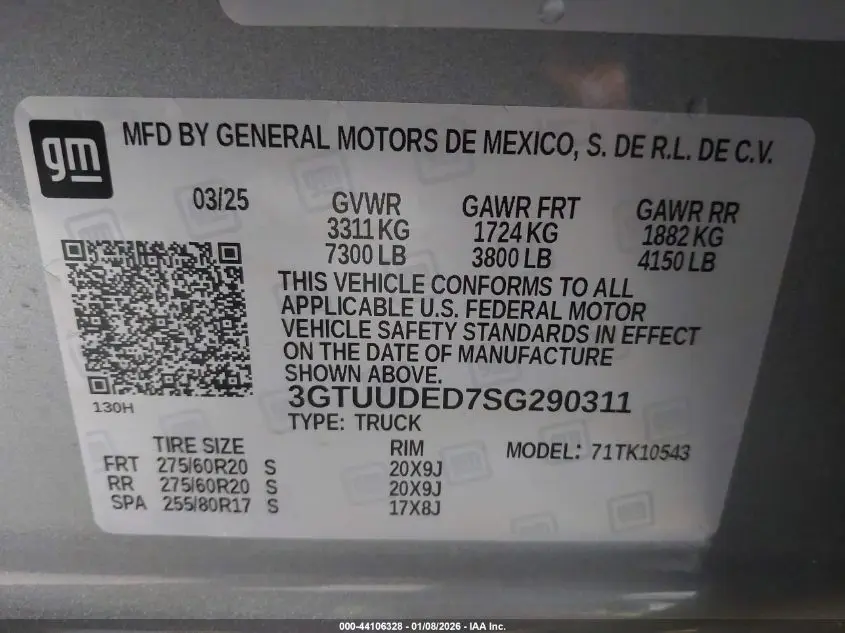 gm
MFD BY GENERAL MOTORS DE MEXICO, S. DE R.L. DE C.V.
03/25
GVWR
3311 KG
7300 LB
GAWR FRT
1724 KG
3800 LB
GAWR RR
1882 KG
4150 LB
THIS VEHICLE CONFORMS TO ALL
APPLICABLE U.S. FEDERAL MOTOR
VEHICLE SAFETY STANDARDS IN EFFECT
ON THE DATE OF MANUFACTURE
SHOWN ABOVE.
130H
3GTUUDED7SG290311
TYPE: TRUCK
MODEL: 71TK10543
TIRE SIZE RIM
FRT 275/60R20 S 20X9J
RR 275/60R20 S 20X9J
SPA 255/80R17 S 17X8J
000-44106328 - 01/08/2026 - IAA Inc.